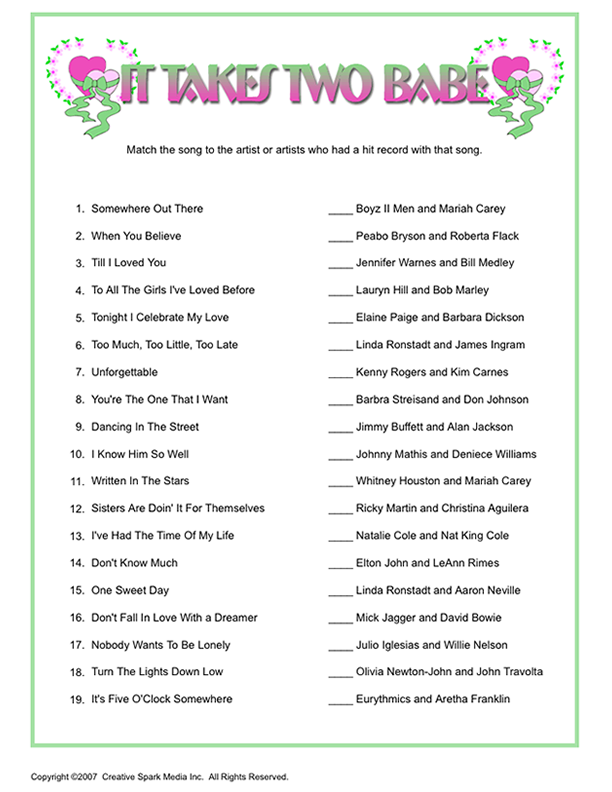 IT TAKES TWO BABE
Match the song to the artist or artists who had a hit record with that song.
1. Somewhere Out There ____ Boyz II Men and Mariah Carey
2. When You Believe ____ Peabo Bryson and Roberta Flack
3. Till I Loved You ____ Jennifer Warnes and Bill Medley
4. To All The Girls I've Loved Before ____ Lauryn Hill and Bob Marley
5. Tonight I Celebrate My Love ____ Elaine Paige and Barbara Dickson
6. Too Much, Too Little, Too Late ____ Linda Ronstadt and James Ingram
7. Unforgettable ____ Kenny Rogers and Kim Carnes
8. You're The One That I Want ____ Barbra Streisand and Don Johnson
9. Dancing In The Street ____ Jimmy Buffett and Alan Jackson
10. I Know Him So Well ____ Johnny Mathis and Deniece Williams
11. Written In The Stars ____ Whitney Houston and Mariah Carey
12. Sisters Are Doin' It For Themselves ____ Ricky Martin and Christina Aguilera
13. I've Had The Time Of My Life ____ Natalie Cole and Nat King Cole
14. Don't Know Much ____ Elton John and LeAnn Rimes
15. One Sweet Day ____ Linda Ronstadt and Aaron Neville
16. Don't Fall In Love With a Dreamer ____ Mick Jagger and David Bowie
17. Nobody Wants To Be Lonely ____ Julio Iglesias and Willie Nelson
18. Turn The Lights Down Low ____ Olivia Newton-John and John Travolta
19. It's Five O'Clock Somewhere ____ Eurythmics and Aretha Franklin
Copyright ©2007 Creative Spark Media Inc. All Rights Reserved.